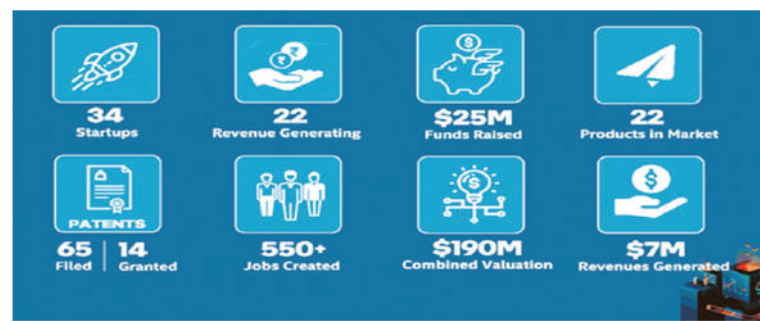 34
Startups
22
Revenue Generating
$25M
Funds Raised
22
Products in Market
PATENTS
65 | 14
Filed Granted
550+
Jobs Created
$190M
Combined Valuation
$7M
Revenues Generated